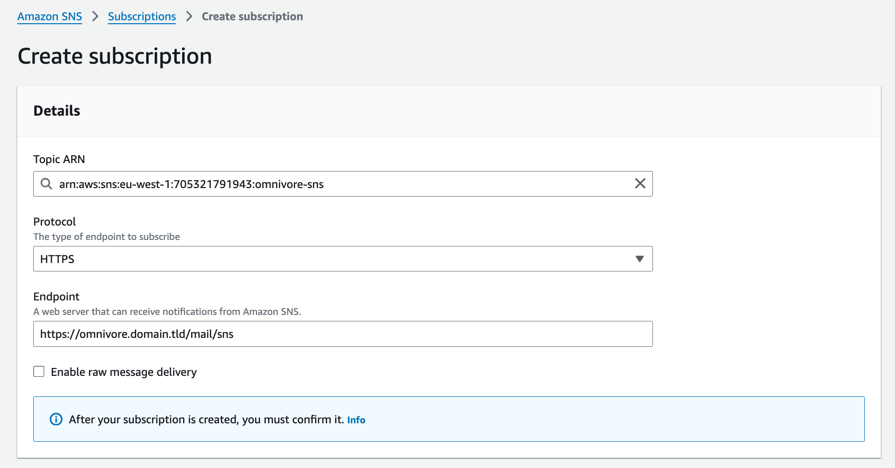 Amazon SNS > Subscriptions > Create subscription
Create subscription
Details
Topic ARN
arn:aws:sns:eu-west-1:705321791943:omnivore-sns
Protocol
The type of endpoint to subscribe
HTTPS
Endpoint
A web server that can receive notifications from Amazon SNS.
https://omnivore.domain.tld/mail/sns
Enable raw message delivery
After your subscription is created, you must confirm it. Info